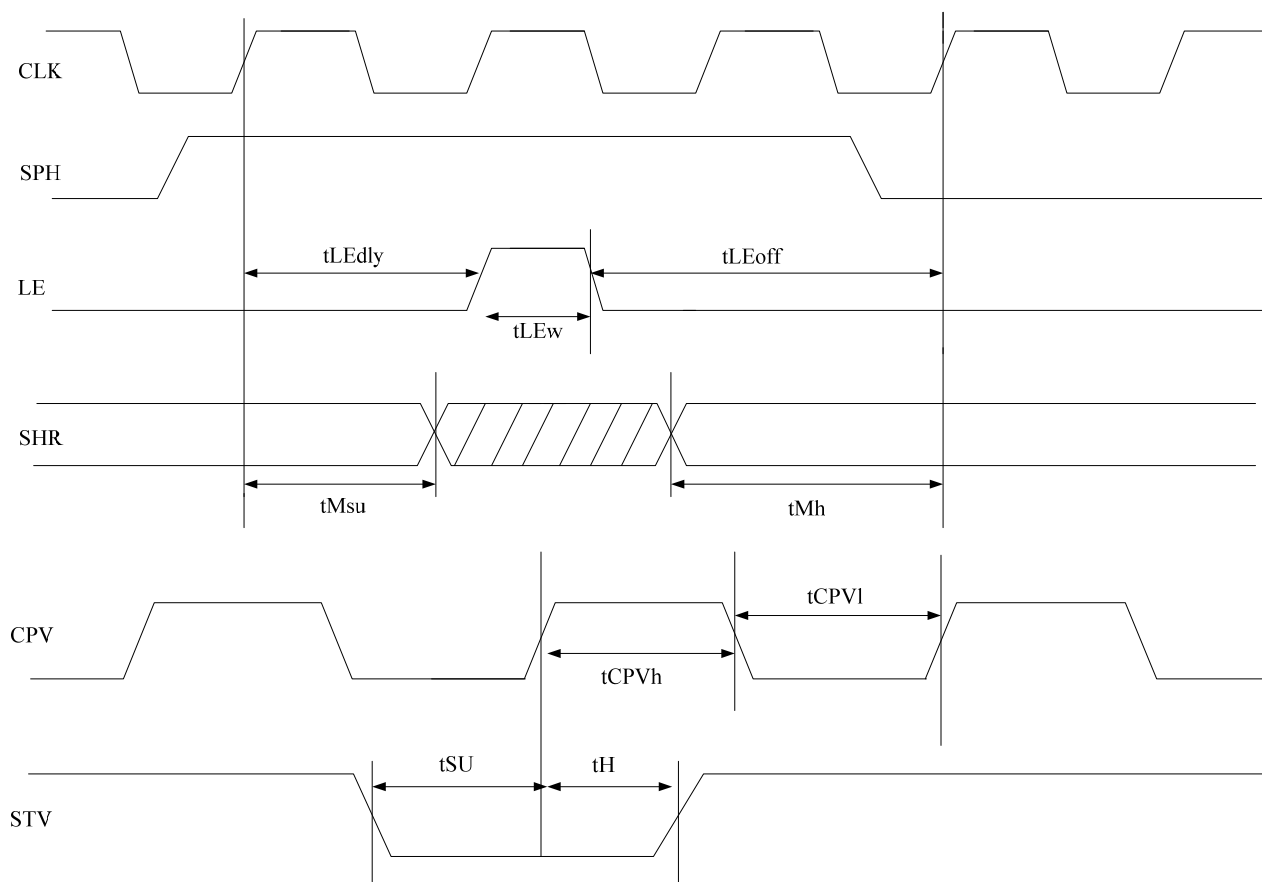 CLK
SPH
tLEdly
tLEoff
LE
tLEw
SHR
tMsu
tMh
tCPVl
CPV
tCPVh
tSU
tH
STV